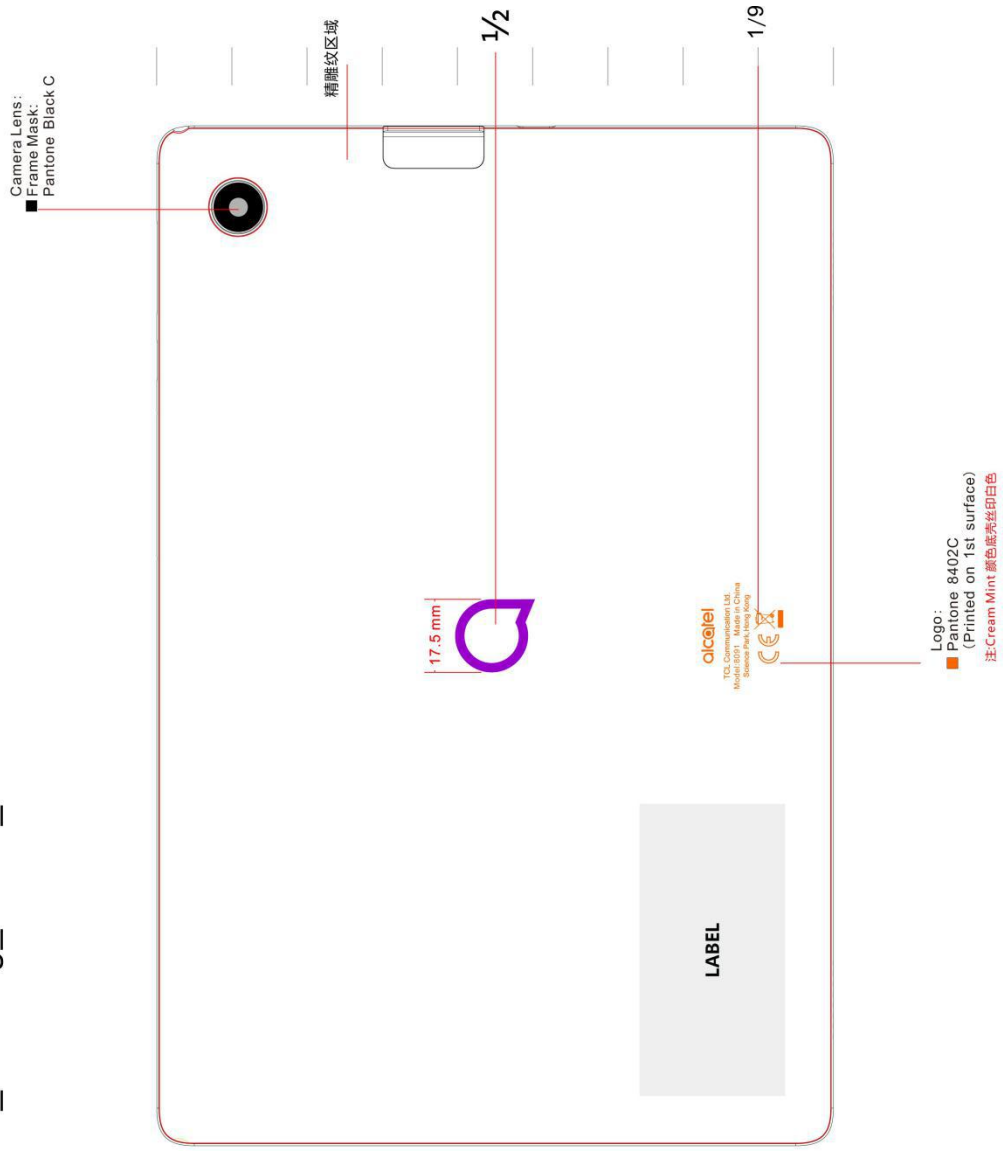 Camera Lens:
Frame Mask:
Pantone Black C
精雕纹区域
1/2
17.5 mm
alcatel
TCL Communication Ltd.
Model:8091 Made in China
Science Park, Hong Kong
CE
1/9
LABEL
Logo:
Pantone 8402C
(Printed on 1st surface)
注:Cream Mint 颜色底壳丝印白色